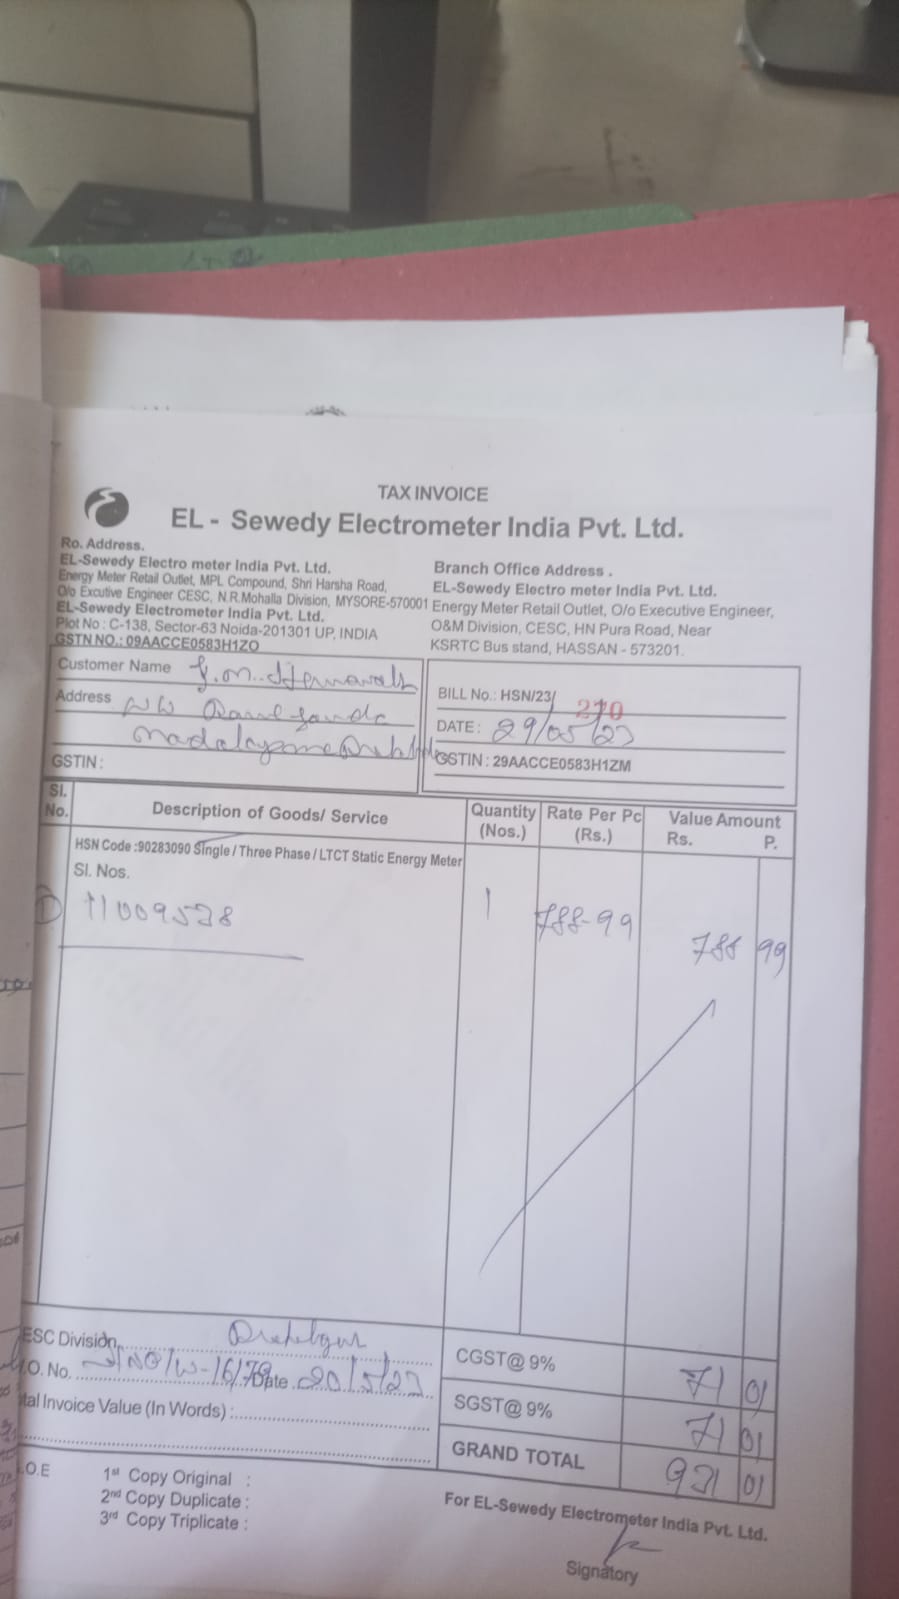 TAX INVOICE
EL - Sewedy Electrometer India Pvt. Ltd.
Ro. Address.
EL-Sewedy Electro meter India Pvt. Ltd.
Energy Meter Retail Outlet, MPL Compound, Shri Harsha Road,
O/o Excutive Engineer CESC, N.R.Mohalla Division, MYSORE-570001
EL-Sewedy Electrometer India Pvt. Ltd.
Plot No : C-138, Sector-63 Noida-201301 UP, INDIA
GSTN NO.: 09AACCE0583H1ZO
Branch Office Address .
EL-Sewedy Electro meter India Pvt. Ltd.
Energy Meter Retail Outlet, O/o Executive Engineer,
O&M Division, CESC, HN Pura Road, Near
KSRTC Bus stand, HASSAN - 573201.
Customer Name
Address
GSTIN :
BILL No.: HSN/23/ 210
DATE : 29/05/23
GSTIN : 29AACCE0583H1ZM
Sl. No. Description of Goods/ Service Quantity (Nos.) Rate Per Pc (Rs.) Value Amount Rs. P.
HSN Code :90283090 Single / Three Phase / LTCT Static Energy Meter
Sl. Nos.
1 11009538 1 788-99 788 99
ESC Division
.O. No. Date 20/5/23
tal Invoice Value (In Words) :
CGST@ 9% 71 01
SGST@ 9% 71 01
GRAND TOTAL 931 01
.O.E
1st Copy Original :
2nd Copy Duplicate :
3rd Copy Triplicate :
For EL-Sewedy Electrometer India Pvt. Ltd.
Signatory